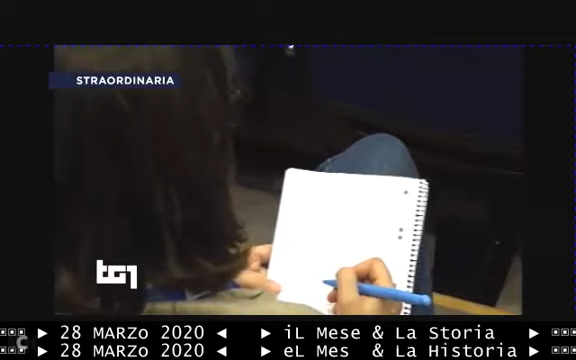 STRAORDINARIA
tg1
▶ 28 MARZo 2020 ◀ ▶ iL Mese & La Storia ▶
▶ 28 MARZo 2020 ◀ ▶ eL Mes & La Historia ▶